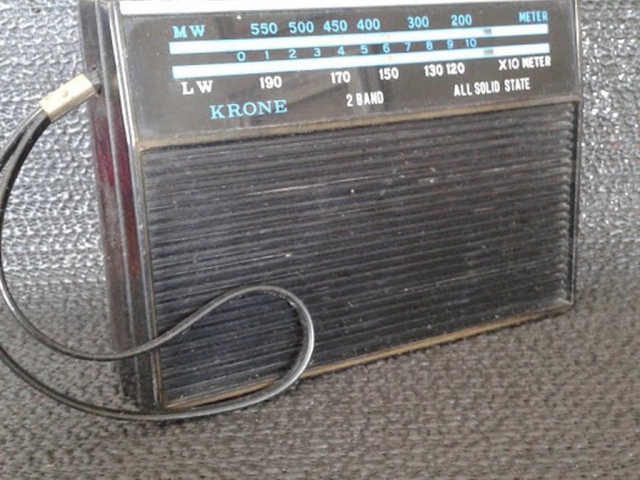 MW 550 500 450 400 300 200 METER
0 1 2 3 4 5 6 7 8 9 10
LW 190 170 150 130 120 X10 METER
KRONE 2 BAND ALL SOLID STATE